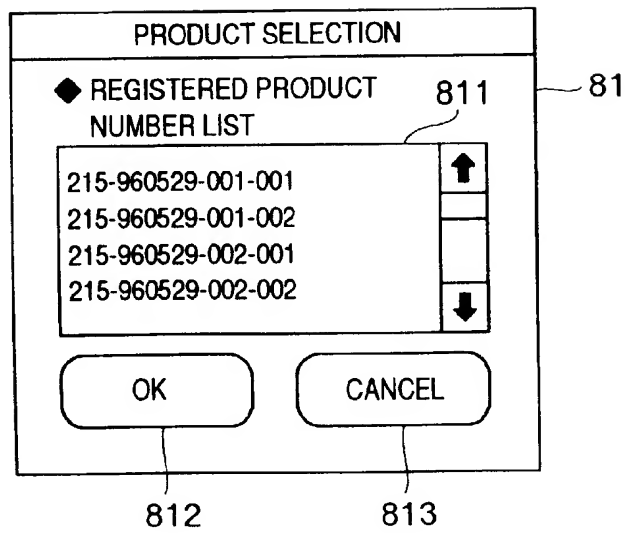 PRODUCT SELECTION
◆ REGISTERED PRODUCT
NUMBER LIST
811
81
215-960529-001-001
215-960529-001-002
215-960529-002-001
215-960529-002-002
OK
CANCEL
812
813